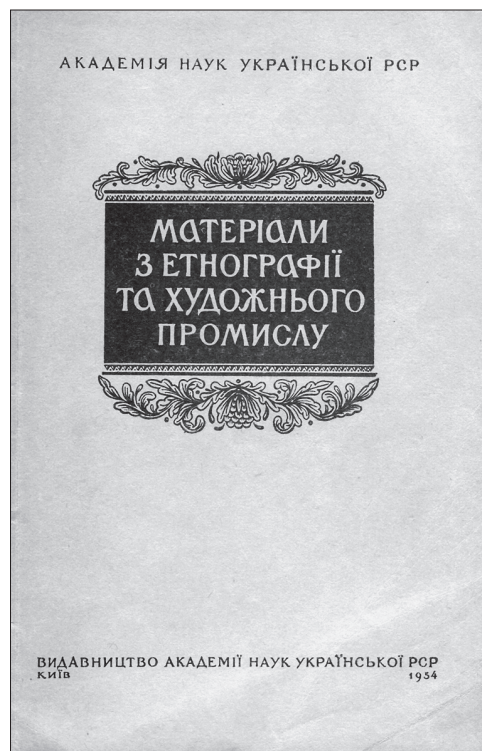 АКАДЕМІЯ НАУК УКРАЇНСЬКОЇ РСР
МАТЕРІАЛИ
З ЕТНОГРАФІЇ
ТА ХУДОЖНЬОГО
ПРОМИСЛУ
ВИДАВНИЦТВО АКАДЕМІЇ НАУК УКРАЇНСЬКОЇ РСР
КИЇВ 1954